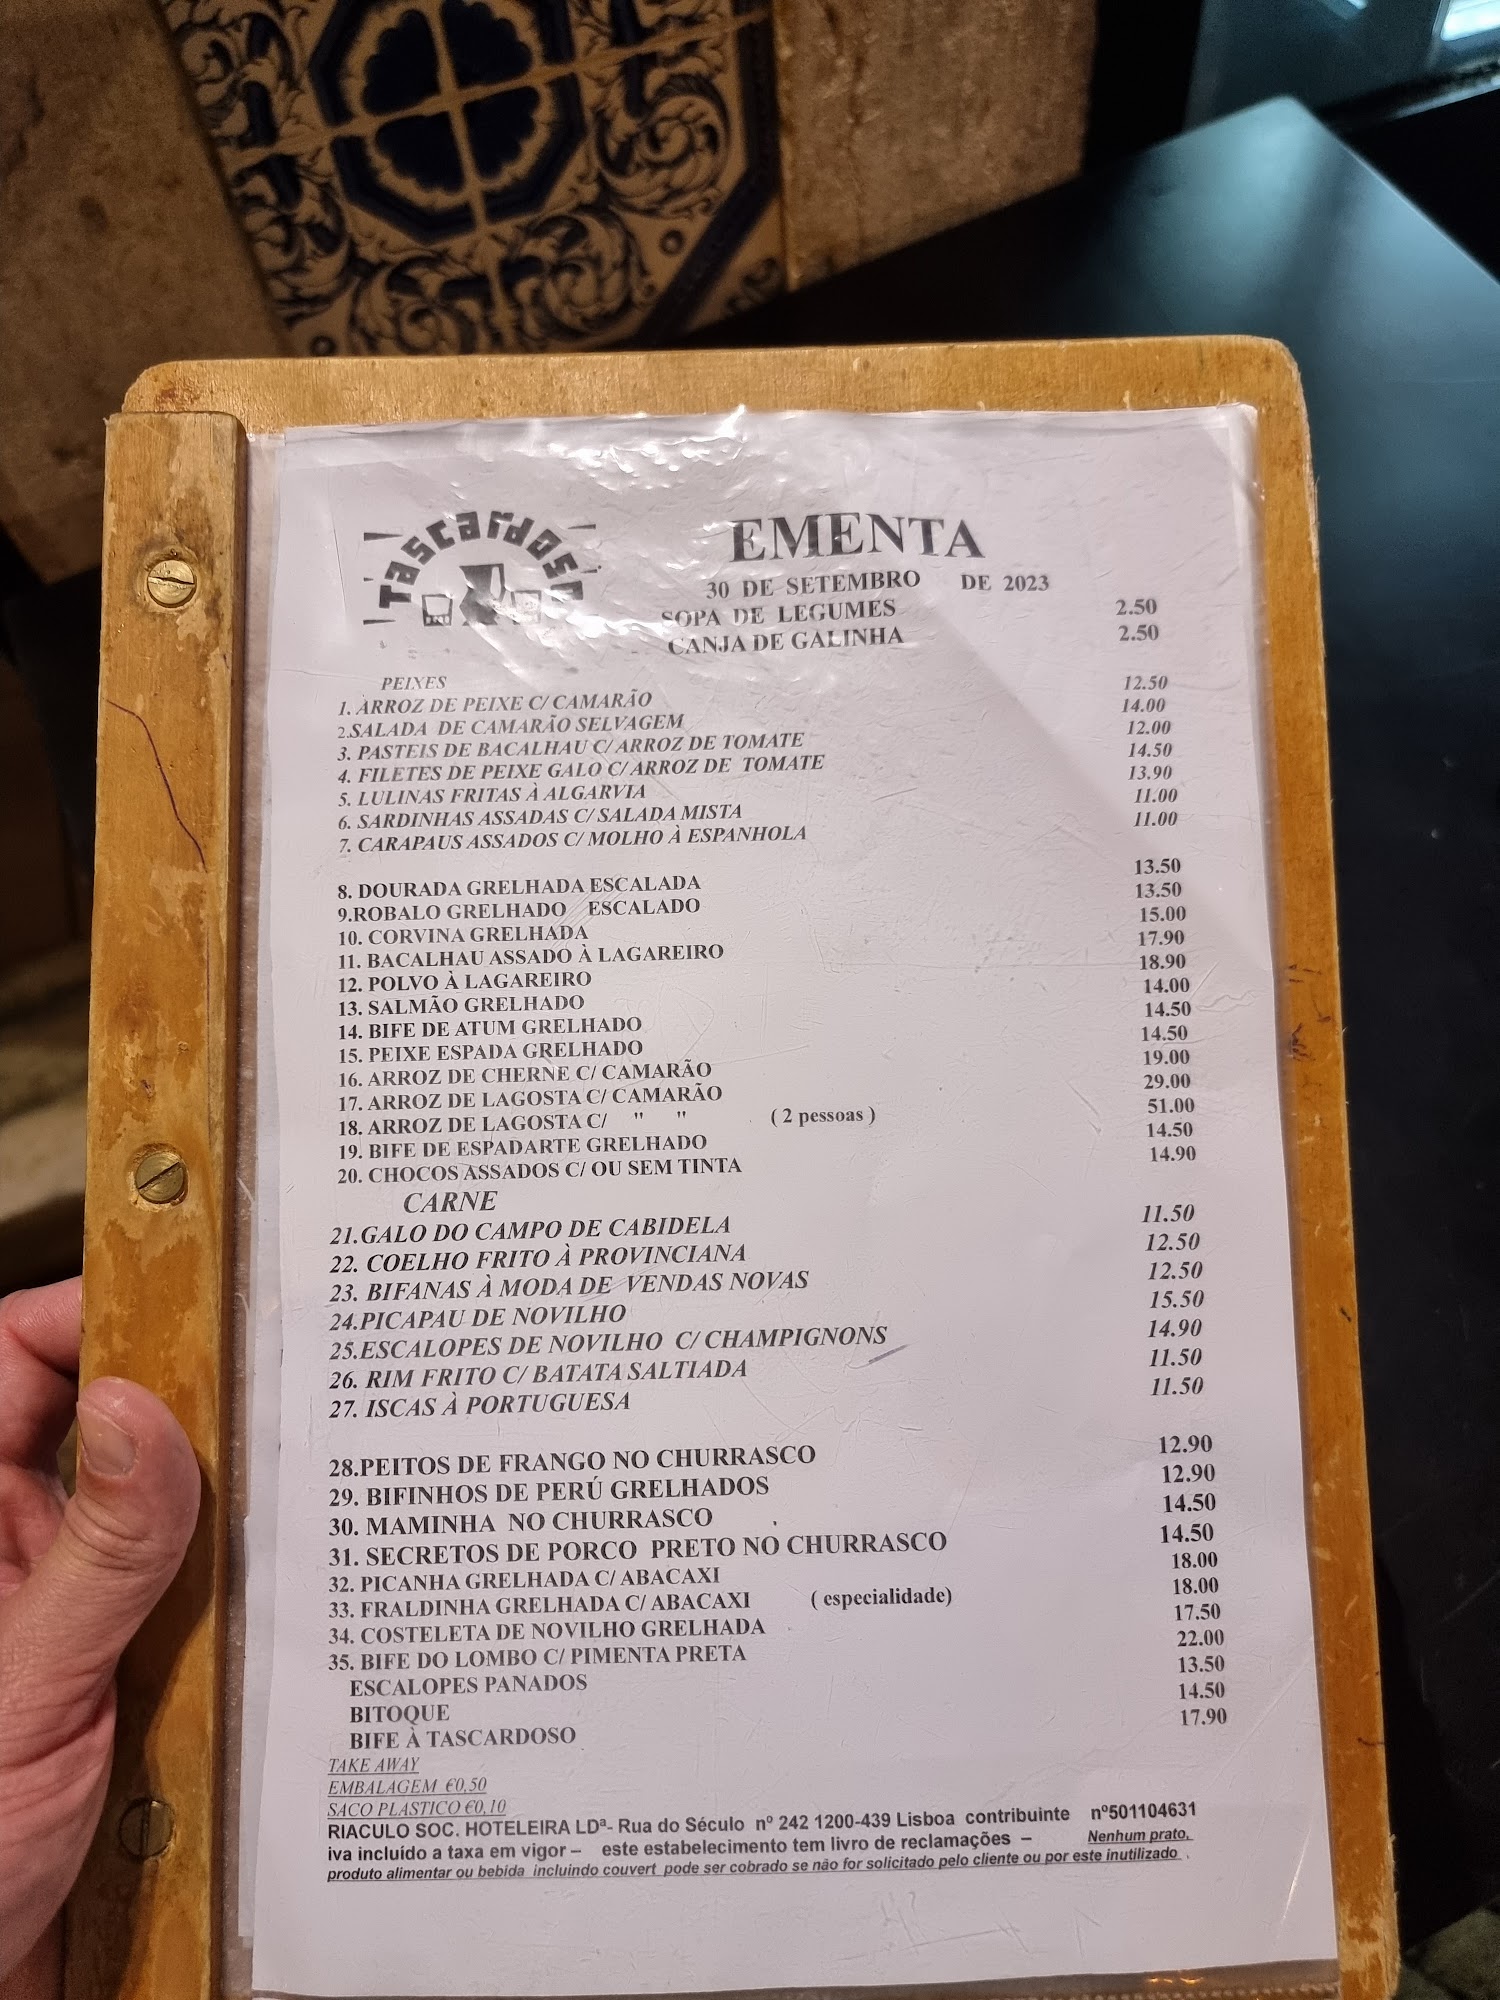 Tascardoso
EMENTA
30 DE SETEMBRO DE 2023
SOPA DE LEGUMES 2.50
CANJA DE GALINHA 2.50
PEIXES
1. ARROZ DE PEIXE C/ CAMARÃO 12.50
2.SALADA DE CAMARÃO SELVAGEM 14.00
3. PASTEIS DE BACALHAU C/ ARROZ DE TOMATE 12.00
4. FILETES DE PEIXE GALO C/ ARROZ DE TOMATE 14.50
5. LULINAS FRITAS À ALGARVIA 13.90
6. SARDINHAS ASSADAS C/ SALADA MISTA 11.00
7. CARAPAUS ASSADOS C/ MOLHO À ESPANHOLA 11.00
8. DOURADA GRELHADA ESCALADA 13.50
9.ROBALO GRELHADO ESCALADO 13.50
10. CORVINA GRELHADA 15.00
11. BACALHAU ASSADO À LAGAREIRO 17.90
12. POLVO À LAGAREIRO 18.90
13. SALMÃO GRELHADO 14.00
14. BIFE DE ATUM GRELHADO 14.50
15. PEIXE ESPADA GRELHADO 14.50
16. ARROZ DE CHERNE C/ CAMARÃO 19.00
17. ARROZ DE LAGOSTA C/ CAMARÃO 29.00
18. ARROZ DE LAGOSTA C/ " " ( 2 pessoas ) 51.00
19. BIFE DE ESPADARTE GRELHADO 14.50
20. CHOCOS ASSADOS C/ OU SEM TINTA 14.90
CARNE
21.GALO DO CAMPO DE CABIDELA 11.50
22. COELHO FRITO À PROVINCIANA 12.50
23. BIFANAS À MODA DE VENDAS NOVAS 12.50
24.PICAPAU DE NOVILHO 15.50
25.ESCALOPES DE NOVILHO C/ CHAMPIGNONS 14.90
26. RIM FRITO C/ BATATA SALTIADA 11.50
27. ISCAS À PORTUGUESA 11.50
28.PEITOS DE FRANGO NO CHURRASCO 12.90
29. BIFINHOS DE PERÚ GRELHADOS 12.90
30. MAMINHA NO CHURRASCO 14.50
31. SECRETOS DE PORCO PRETO NO CHURRASCO 14.50
32. PICANHA GRELHADA C/ ABACAXI 18.00
33. FRALDINHA GRELHADA C/ ABACAXI ( especialidade) 18.00
34. COSTELETA DE NOVILHO GRELHADA 17.50
35. BIFE DO LOMBO C/ PIMENTA PRETA 22.00
ESCALOPES PANADOS 13.50
BITOQUE 14.50
BIFE À TASCARDOSO 17.90
TAKE AWAY
EMBALAGEM €0,50
SACO PLASTICO €0,10
RIACULO SOC. HOTELEIRA LDª- Rua do Século nº 242 1200-439 Lisboa contribuinte nº501104631
iva incluído a taxa em vigor – este estabelecimento tem livro de reclamações – Nenhum prato,
produto alimentar ou bebida incluindo couvert pode ser cobrado se não for solicitado pelo cliente ou por este inutilizado .